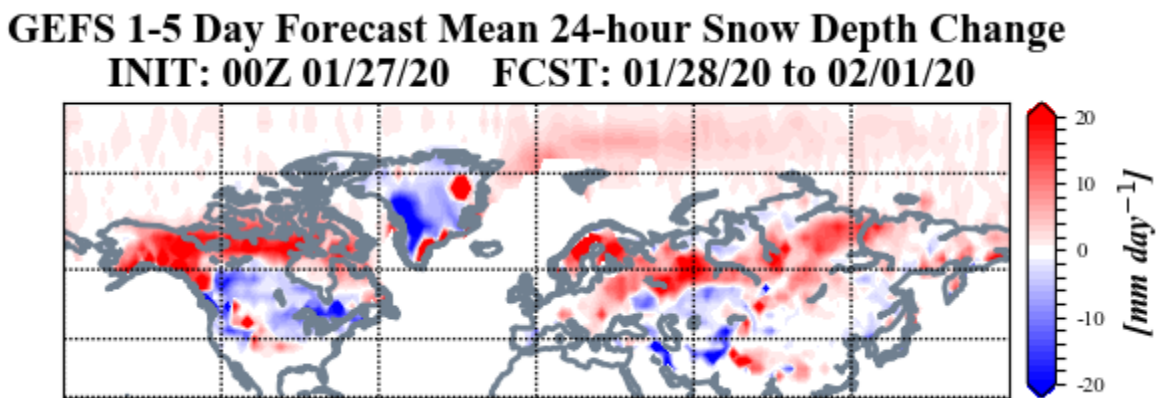 GEFS 1-5 Day Forecast Mean 24-hour Snow Depth Change
INIT: 00Z 01/27/20 FCST: 01/28/20 to 02/01/20
20
10
0
-10
-20
[mm day⁻¹]